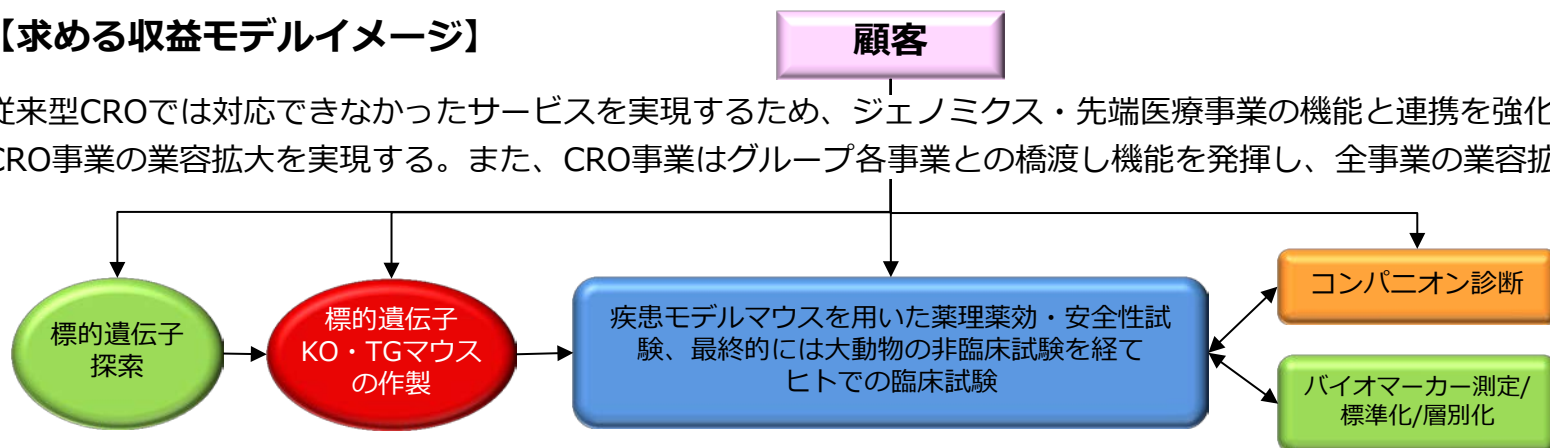 【求める収益モデルイメージ】
顧客
従来型CROでは対応できなかったサービスを実現するため、ジェノミクス・先端医療事業の機能と連携を強化
CRO事業の業容拡大を実現する。また、CRO事業はグループ各事業との橋渡し機能を発揮し、全事業の業容拡
標的遺伝子
探索
標的遺伝子
KO・TGマウス
の作製
疾患モデルマウスを用いた薬理薬効・安全性試
験、最終的には大動物の非臨床試験を経て
ヒトでの臨床試験
コンパニオン診断
バイオマーカー測定/
標準化/層別化